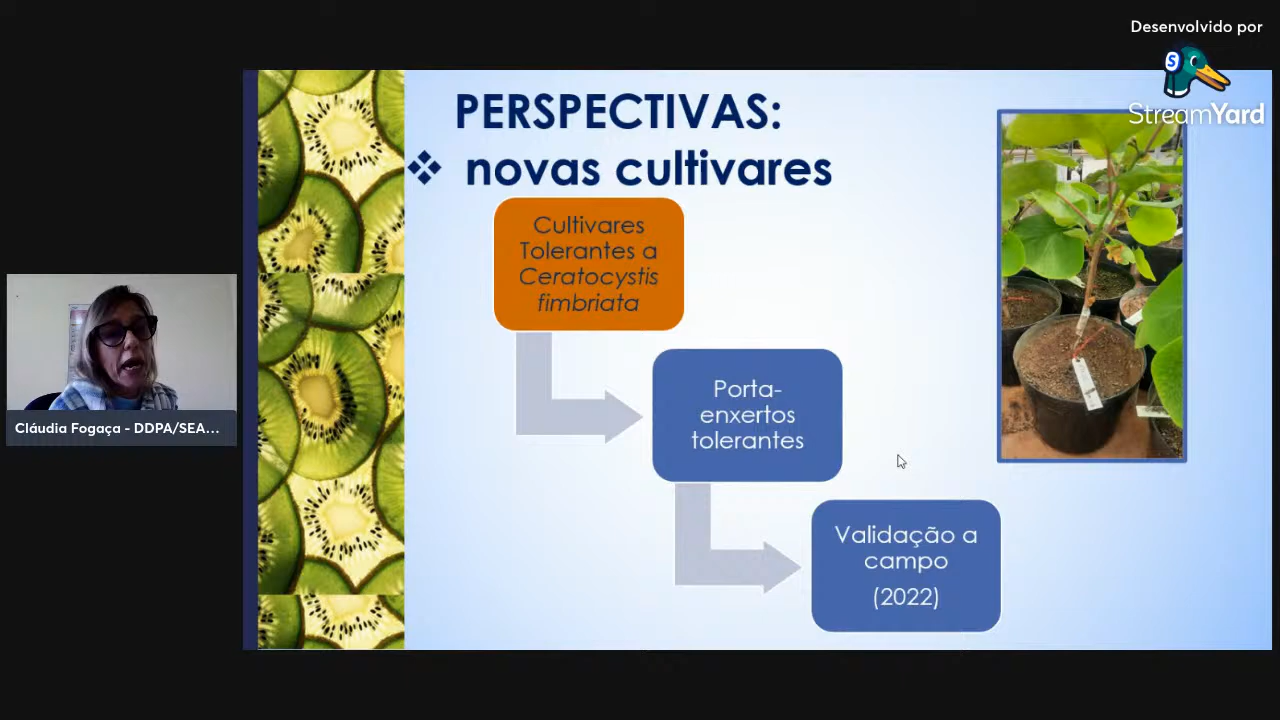 Desenvolvido por
StreamYard
PERSPECTIVAS:
novas cultivares
Cultivares
Tolerantes a
Ceratocystis
fimbriata
Porta-
enxertos
tolerantes
Validação a
campo
(2022)
Cláudia Fogaça - DDPA/SEA...